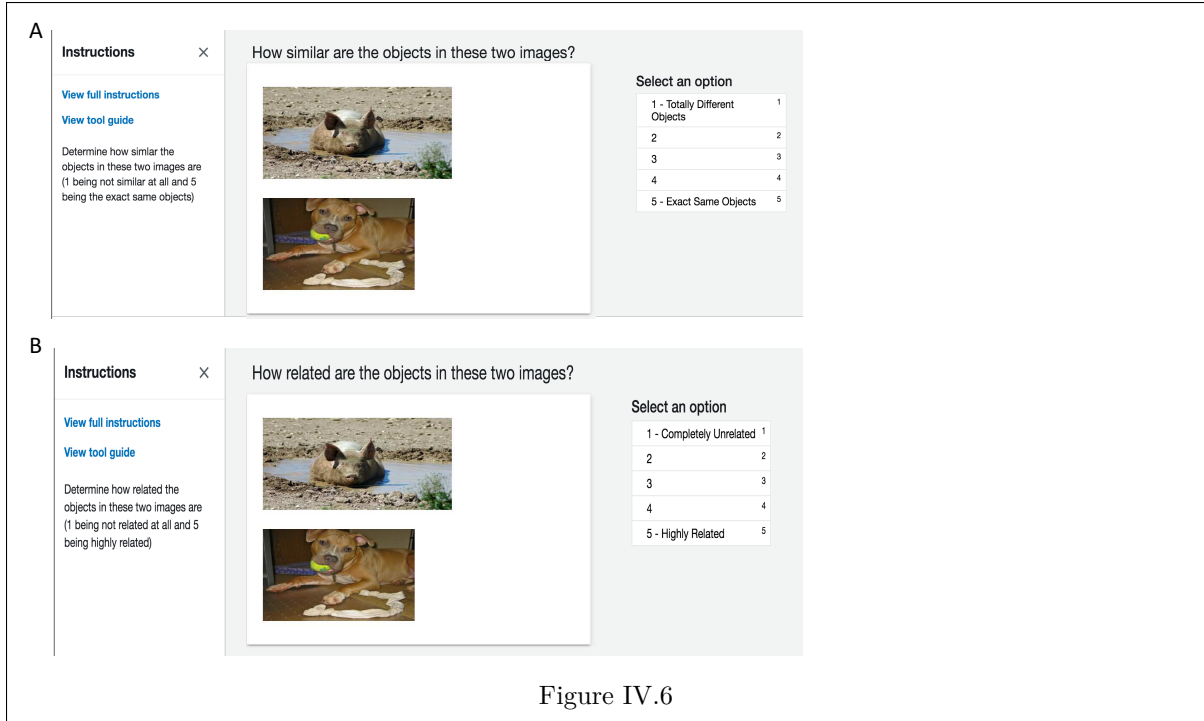 A
Instructions X
View full instructions
View tool guide
Determine how simlar the
objects in these two images are
(1 being not similar at all and 5
being the exact same objects)
How similar are the objects in these two images?
Select an option
1 - Totally Different 1
Objects
2 2
3 3
4 4
5 - Exact Same Objects 5
B
Instructions X
View full instructions
View tool guide
Determine how related the
objects in these two images are
(1 being not related at all and 5
being highly related)
How related are the objects in these two images?
Select an option
1 - Completely Unrelated 1
2 2
3 3
4 4
5 - Highly Related 5
Figure IV.6